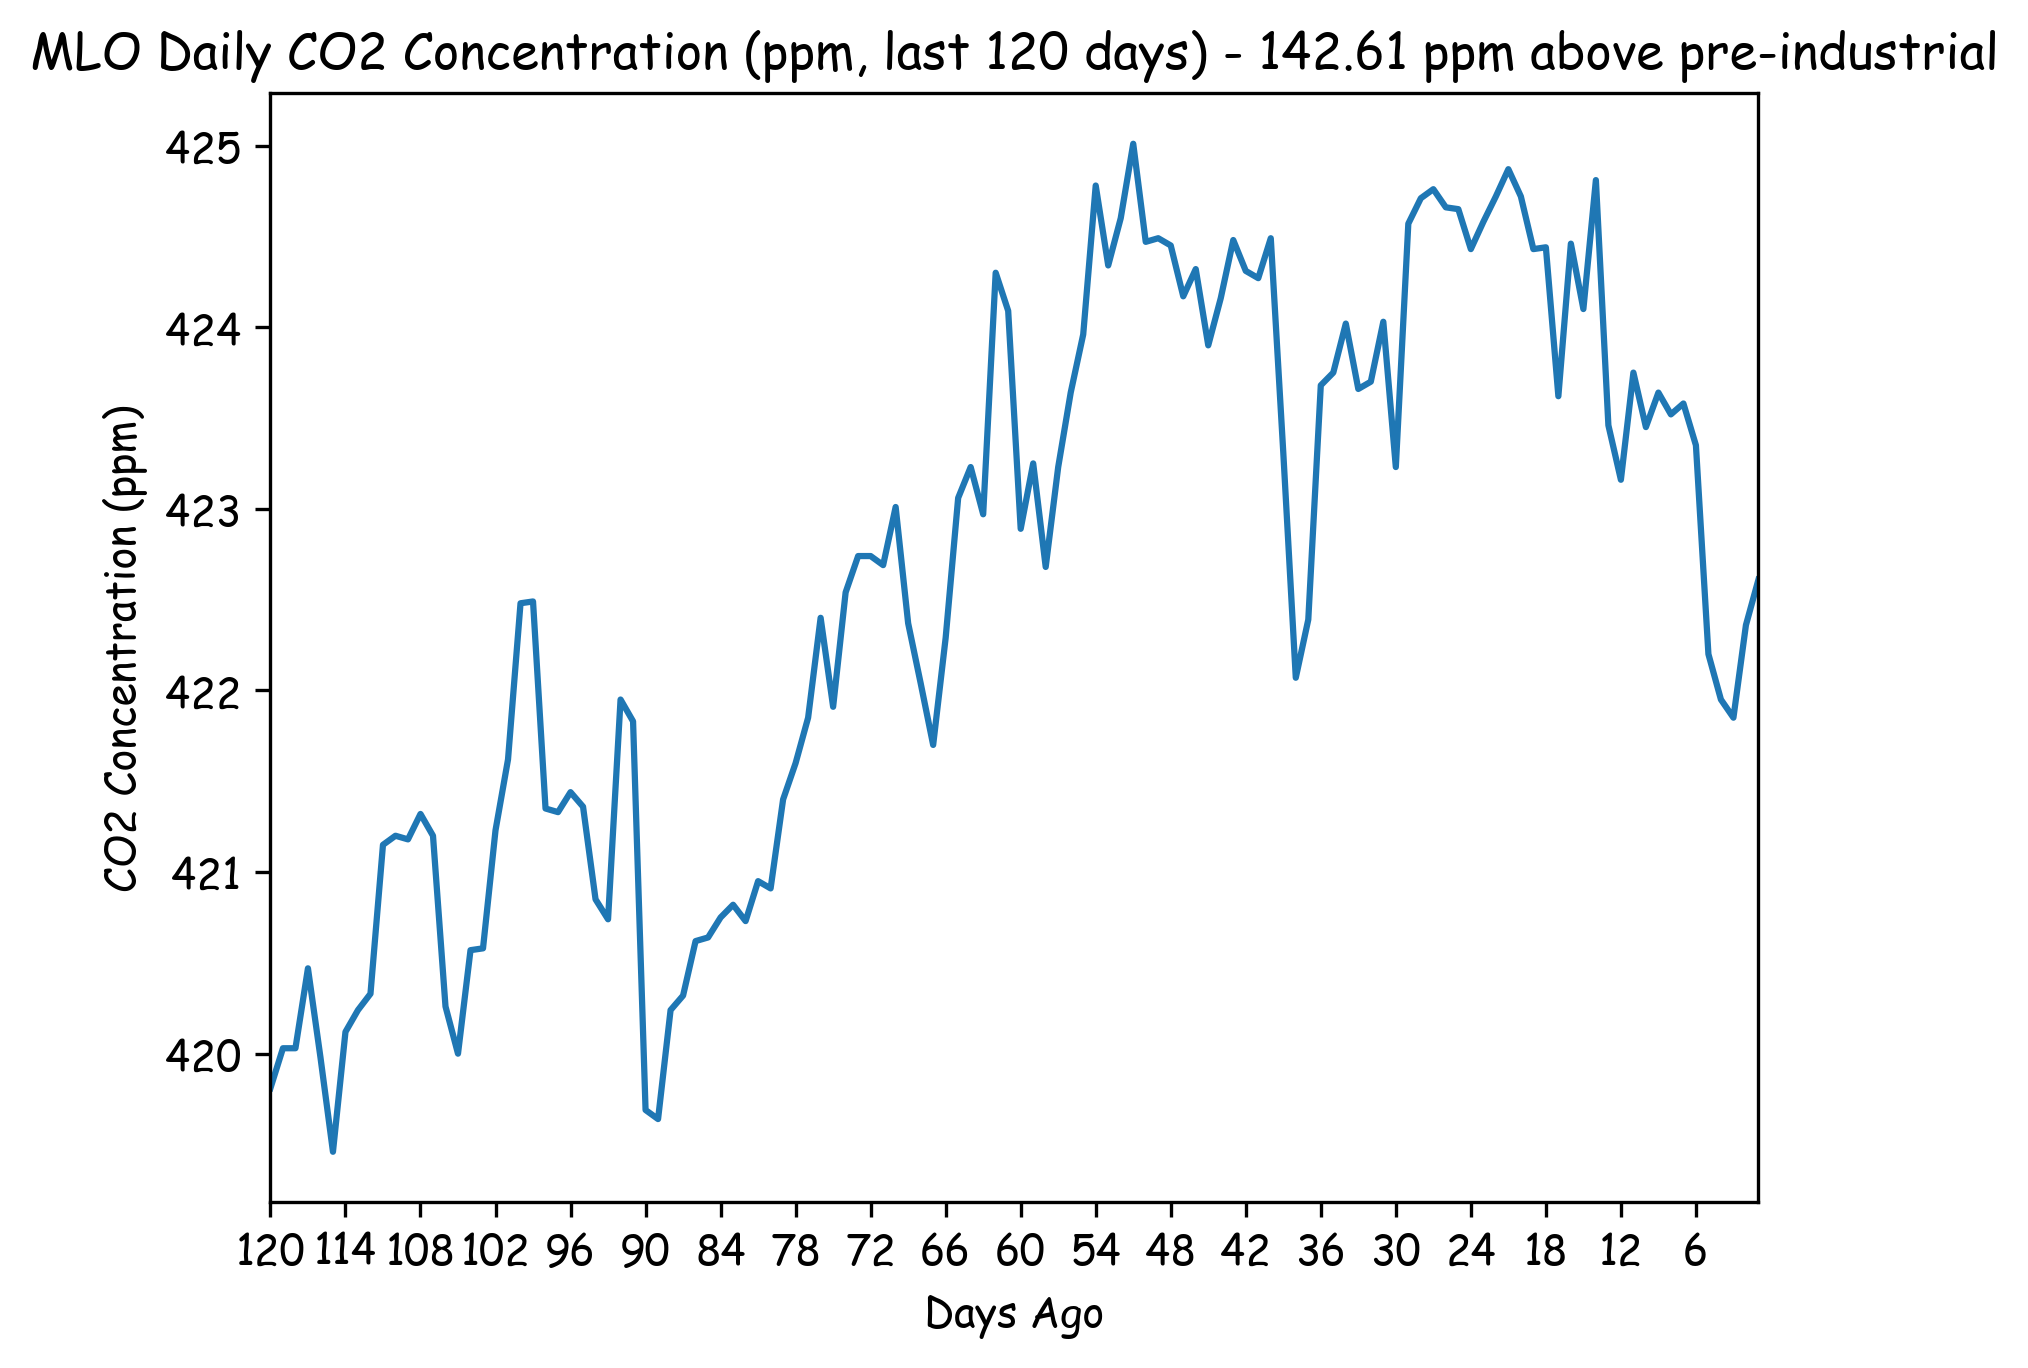 MLO Daily CO2 Concentration (ppm, last 120 days) - 142.61 ppm above pre-industrial
425
424
423
422
421
420
CO2 Concentration (ppm)
120 114 108 102 96 90 84 78 72 66 60 54 48 42 36 30 24 18 12 6
Days Ago